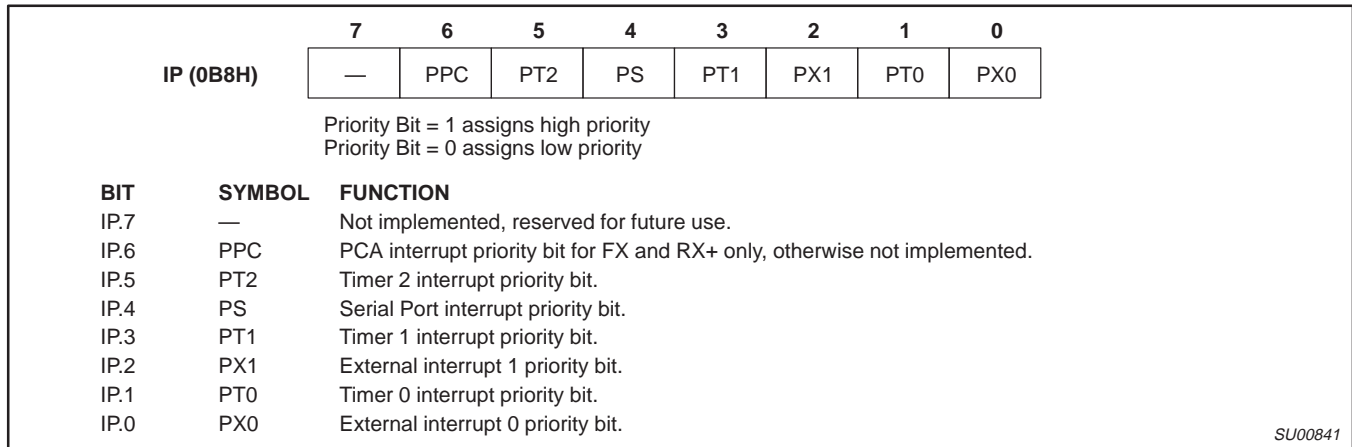 7 6 5 4 3 2 1 0
IP (0B8H) — PPC PT2 PS PT1 PX1 PT0 PX0
Priority Bit = 1 assigns high priority
Priority Bit = 0 assigns low priority
BIT SYMBOL FUNCTION
IP.7 — Not implemented, reserved for future use.
IP.6 PPC PCA interrupt priority bit for FX and RX+ only, otherwise not implemented.
IP.5 PT2 Timer 2 interrupt priority bit.
IP.4 PS Serial Port interrupt priority bit.
IP.3 PT1 Timer 1 interrupt priority bit.
IP.2 PX1 External interrupt 1 priority bit.
IP.1 PT0 Timer 0 interrupt priority bit.
IP.0 PX0 External interrupt 0 priority bit.
SU00841